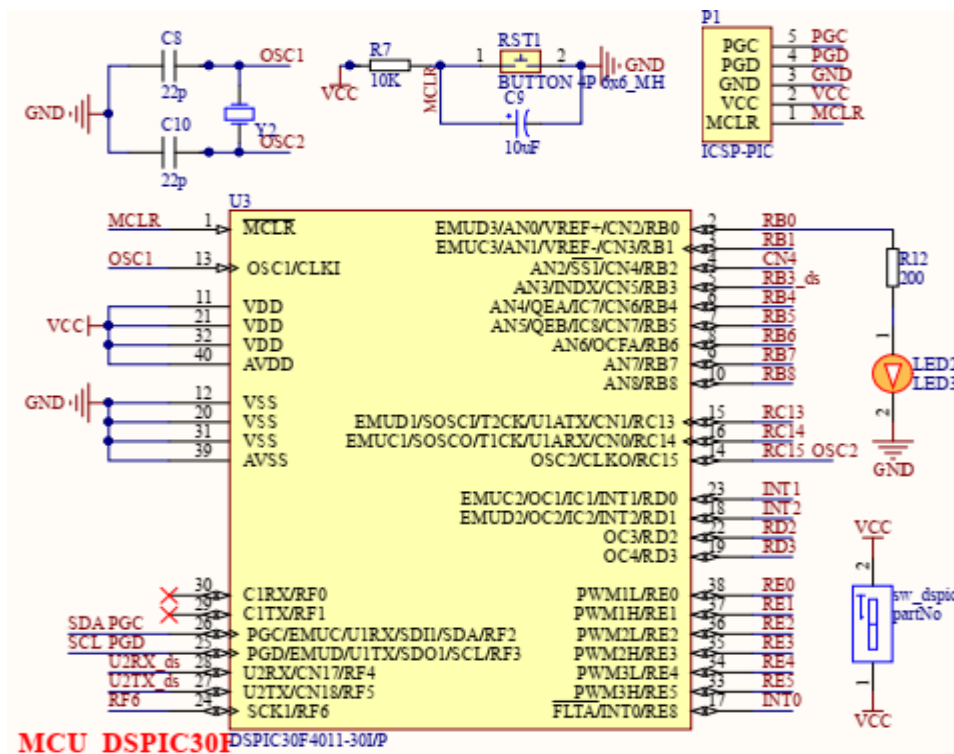 C8
OSC1
22p
GND
C10
Y2
OSC2
22p
R7
10K
VCC
MCLR
RST1
1 2
GND
BUTTON 4P 6x6_MH
C9
10uF
P1
PGC 5 PGC
PGD 4 PGD
GND 3 GND
VCC 2 VCC
MCLR 1 MCLR
ICSP-PIC
U3
MCLR 1 MCLR
OSC1 13 OSC1/CLKI
11 VDD
VCC 21 VDD
32 VDD
40 AVDD
GND 12 VSS
20 VSS
31 VSS
39 AVSS
30 C1RX/RF0
29 C1TX/RF1
SDA PGC 26 PGC/EMUC/U1RX/SDI1/SDA/RF2
SCL PGD 25 PGD/EMUD/U1TX/SDO1/SCL/RF3
U2RX_ds 28 U2RX/CN17/RF4
U2TX_ds 27 U2TX/CN18/RF5
RF6 24 SCK1/RF6
EMUD3/AN0/VREF+/CN2/RB0 2 RB0
EMUC3/AN1/VREF-/CN3/RB1 3 RB1
AN2/SS1/CN4/RB2 4 CN4
AN3/INDX/CN5/RB3 5 RB3_ds
AN4/QEA/IC7/CN6/RB4 6 RB4
AN5/QEB/IC8/CN7/RB5 7 RB5
AN6/OCFA/RB6 8 RB6
AN7/RB7 9 RB7
AN8/RB8 10 RB8
EMUD1/SOSCI/T2CK/U1ATX/CN1/RC13 15 RC13
EMUC1/SOSCO/T1CK/U1ARX/CN0/RC14 16 RC14
OSC2/CLKO/RC15 14 RC15 OSC2
EMUC2/OC1/IC1/INT1/RD0 23 INT1
EMUD2/OC2/IC2/INT2/RD1 18 INT2
OC3/RD2 22 RD2
OC4/RD3 19 RD3
PWM1L/RE0 38 RE0
PWM1H/RE1 37 RE1
PWM2L/RE2 36 RE2
PWM2H/RE3 35 RE3
PWM3L/RE4 34 RE4
PWM3H/RE5 33 RE5
FLTA/INT0/RE8 17 INT0
R12
200
1
LED2
LED3
2
GND
VCC
2
sw_dspic
partNo
1
VCC
MCU DSPIC30F
DSPIC30F4011-30I/P